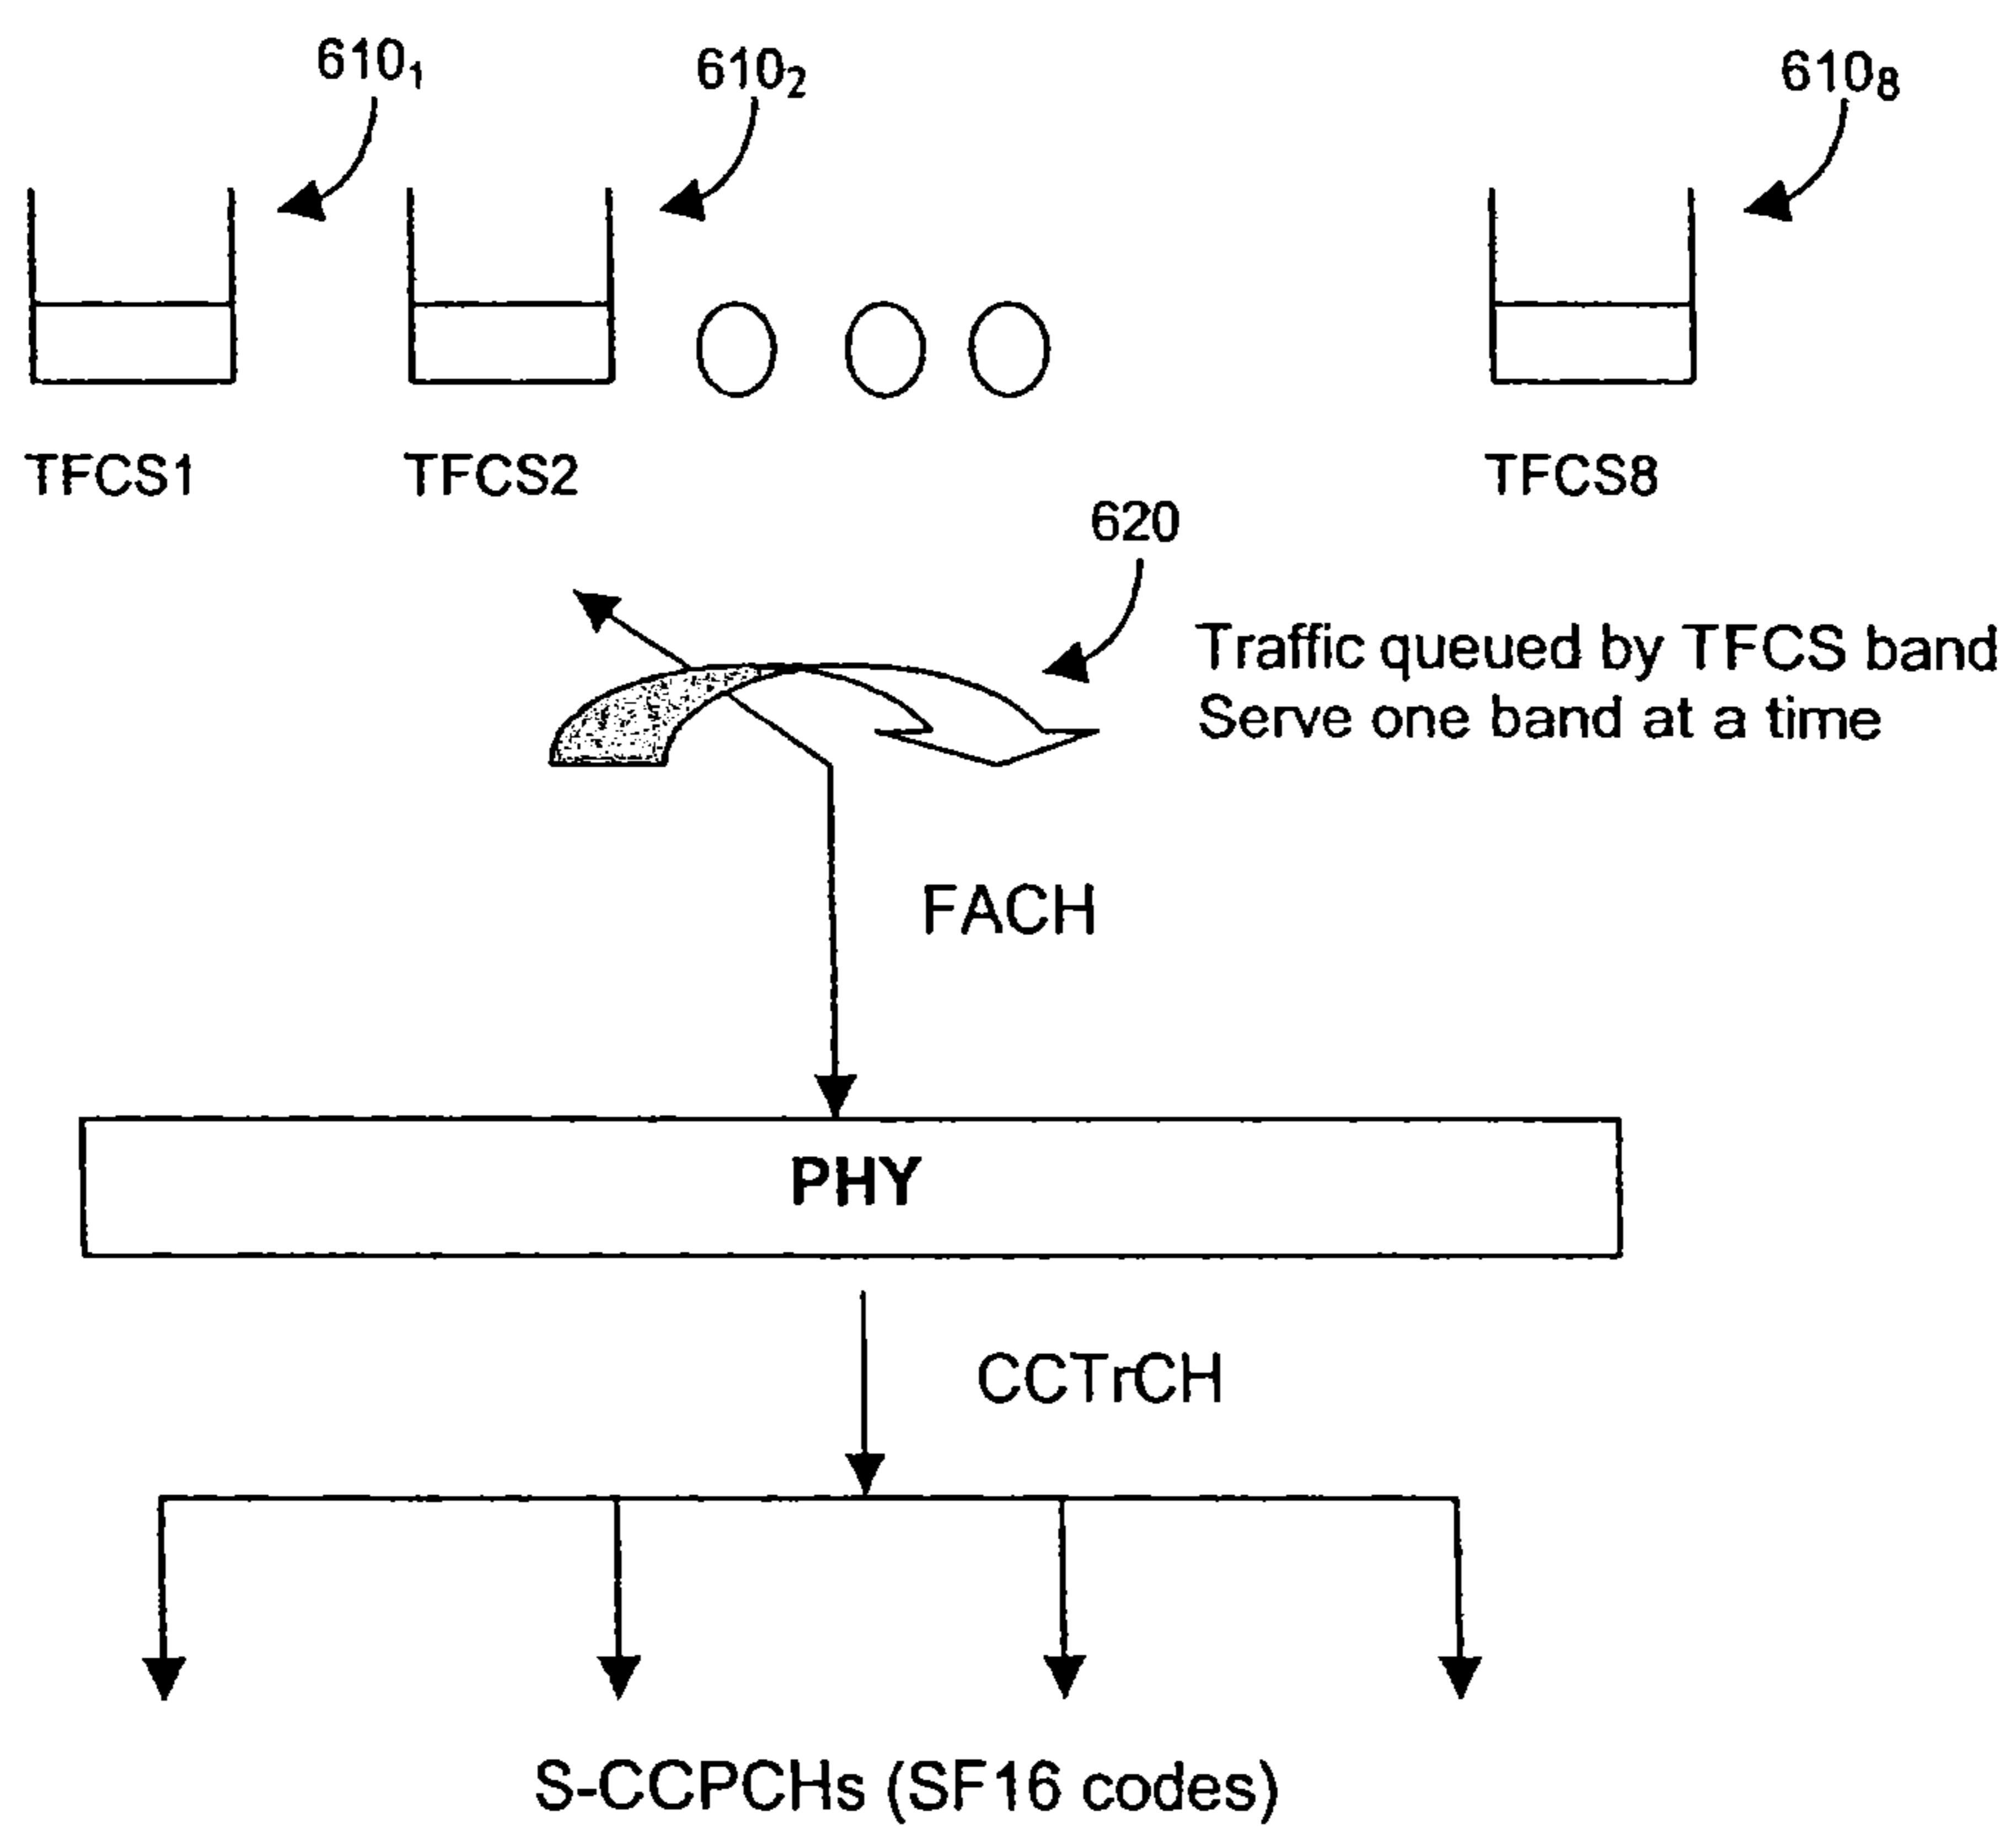 610₁
610₂
610₈
TFCS1
TFCS2
TFCS8
620
Traffic queued by TFCS band
Serve one band at a time
FACH
PHY
CCTrCH
S-CCPCHs (SF16 codes)